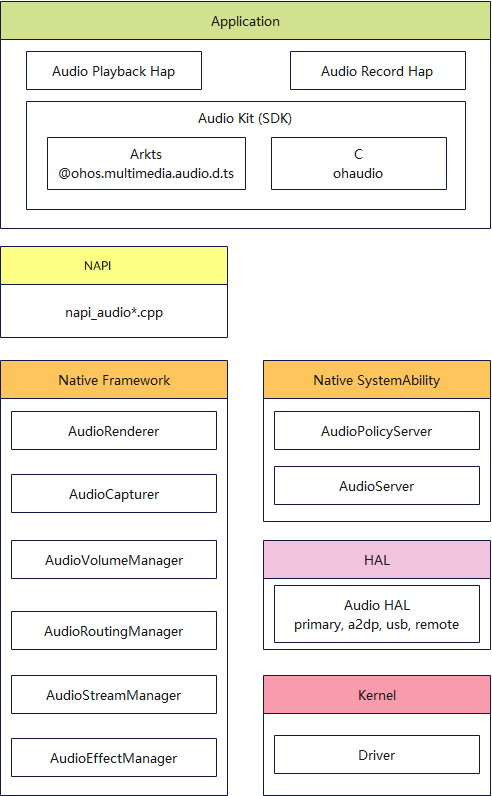 Application
Audio Playback Hap
Audio Record Hap
Audio Kit (SDK)
Arkts
@ohos.multimedia.audio.d.ts
C
ohaudio
NAPI
napi_audio*.cpp
Native Framework
AudioRenderer
AudioCapturer
AudioVolumeManager
AudioRoutingManager
AudioStreamManager
AudioEffectManager
Native SystemAbility
AudioPolicyServer
AudioServer
HAL
Audio HAL
primary, a2dp, usb, remote
Kernel
Driver